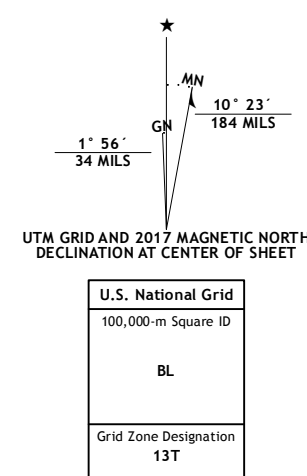 ★
MN
GN
10° 23´
184 MILS
1° 56´
34 MILS
UTM GRID AND 2017 MAGNETIC NORTH
DECLINATION AT CENTER OF SHEET
U.S. National Grid
100,000-m Square ID
BL
Grid Zone Designation
13T